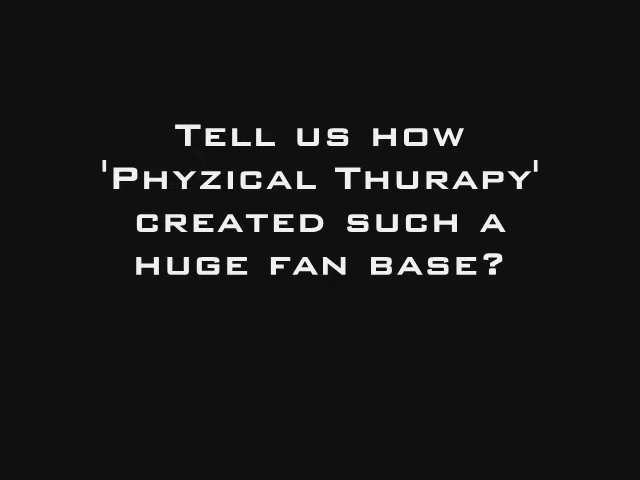 Tell us how
'Phyzical Thurapy'
created such a
huge fan base?